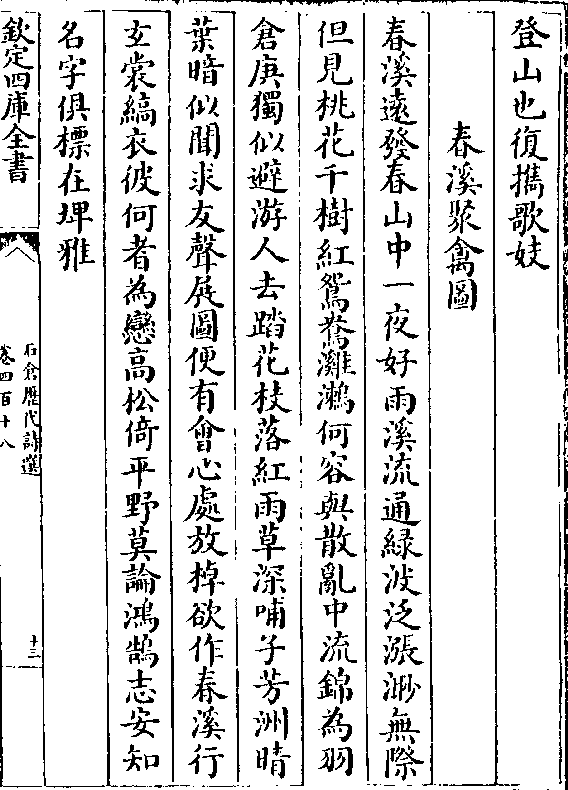 登山也復攜歌妓
春溪聚禽圖
春溪遠發春山中一夜好雨溪流通緑波泛漲渺無際
但見桃花千樹紅鴛鴦鸂鶒何容與散亂中流錦為羽
倉庚獨似避游人去踏花枝落紅雨草深哺子芳洲晴
葉暗似聞求友聲展圖便有會心處放棹欲作春溪行
玄裳縞衣彼何者為戀高松倚平野莫論鴻鵠志安知
名字俱標在埤雅
欽定四庫全書
石倉歷代詩選
卷四百十八
十三